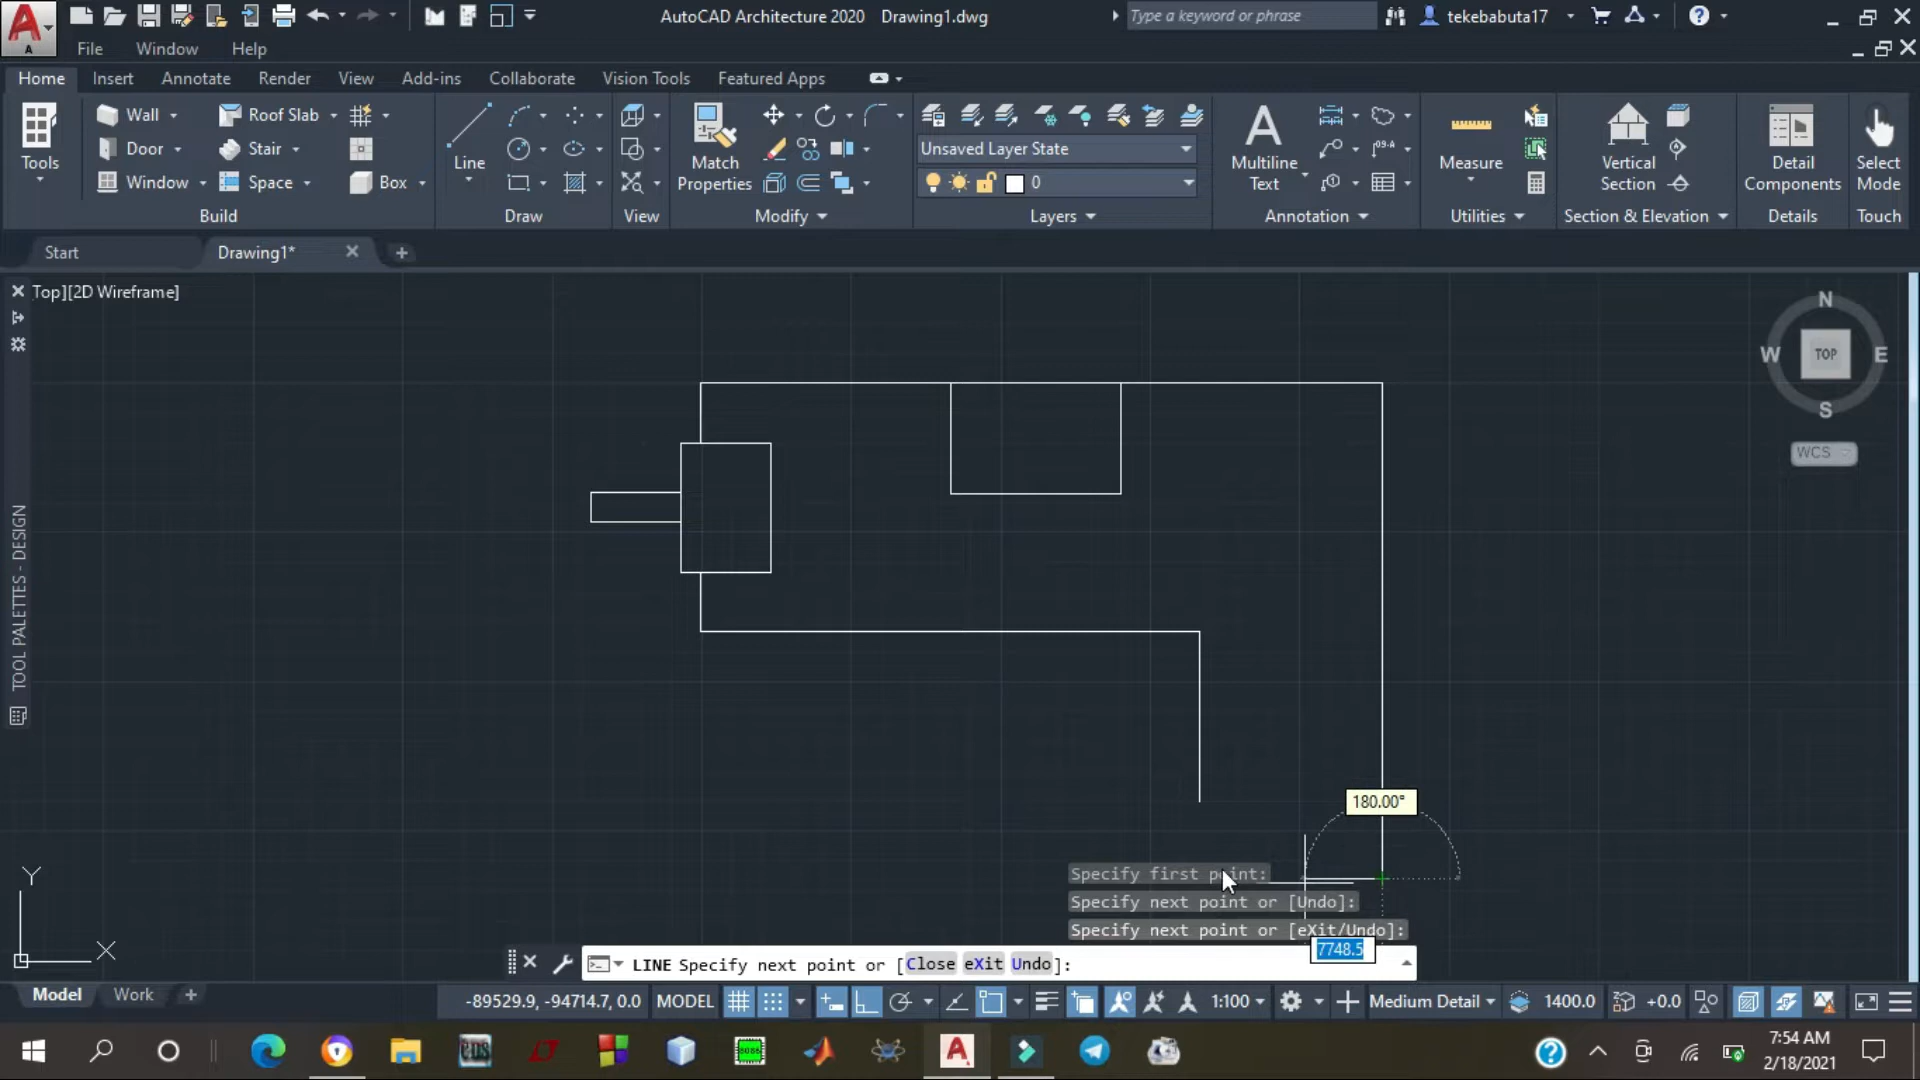 AutoCAD Architecture 2020 Drawing1.dwg
Type a keyword or phrase
tekebabuta17
A
File Window Help
Home Insert Annotate Render View Add-ins Collaborate Vision Tools Featured Apps
Tools
Wall
Door
Window
Roof Slab
Stair
Space
Box
Line
Match
Properties
Unsaved Layer State
0
Multiline
Text
Measure
Vertical
Section
Detail
Components
Select
Mode
Build Draw View Modify Layers Annotation Utilities Section & Elevation Details Touch
Start Drawing1*
Top][2D Wireframe]
N
W TOP E
S
WCS
TOOL PALETTES - DESIGN
180.00°
Specify first point:
Specify next point or [Undo]:
Specify next point or [eXit/Undo]:
7748.5
LINE Specify next point or [Close eXit Undo]:
Y
X
Model Work
-89529.9, -94714.7, 0.0 MODEL 1:100 Medium Detail 1400.0 +0.0
7:54 AM
2/18/2021